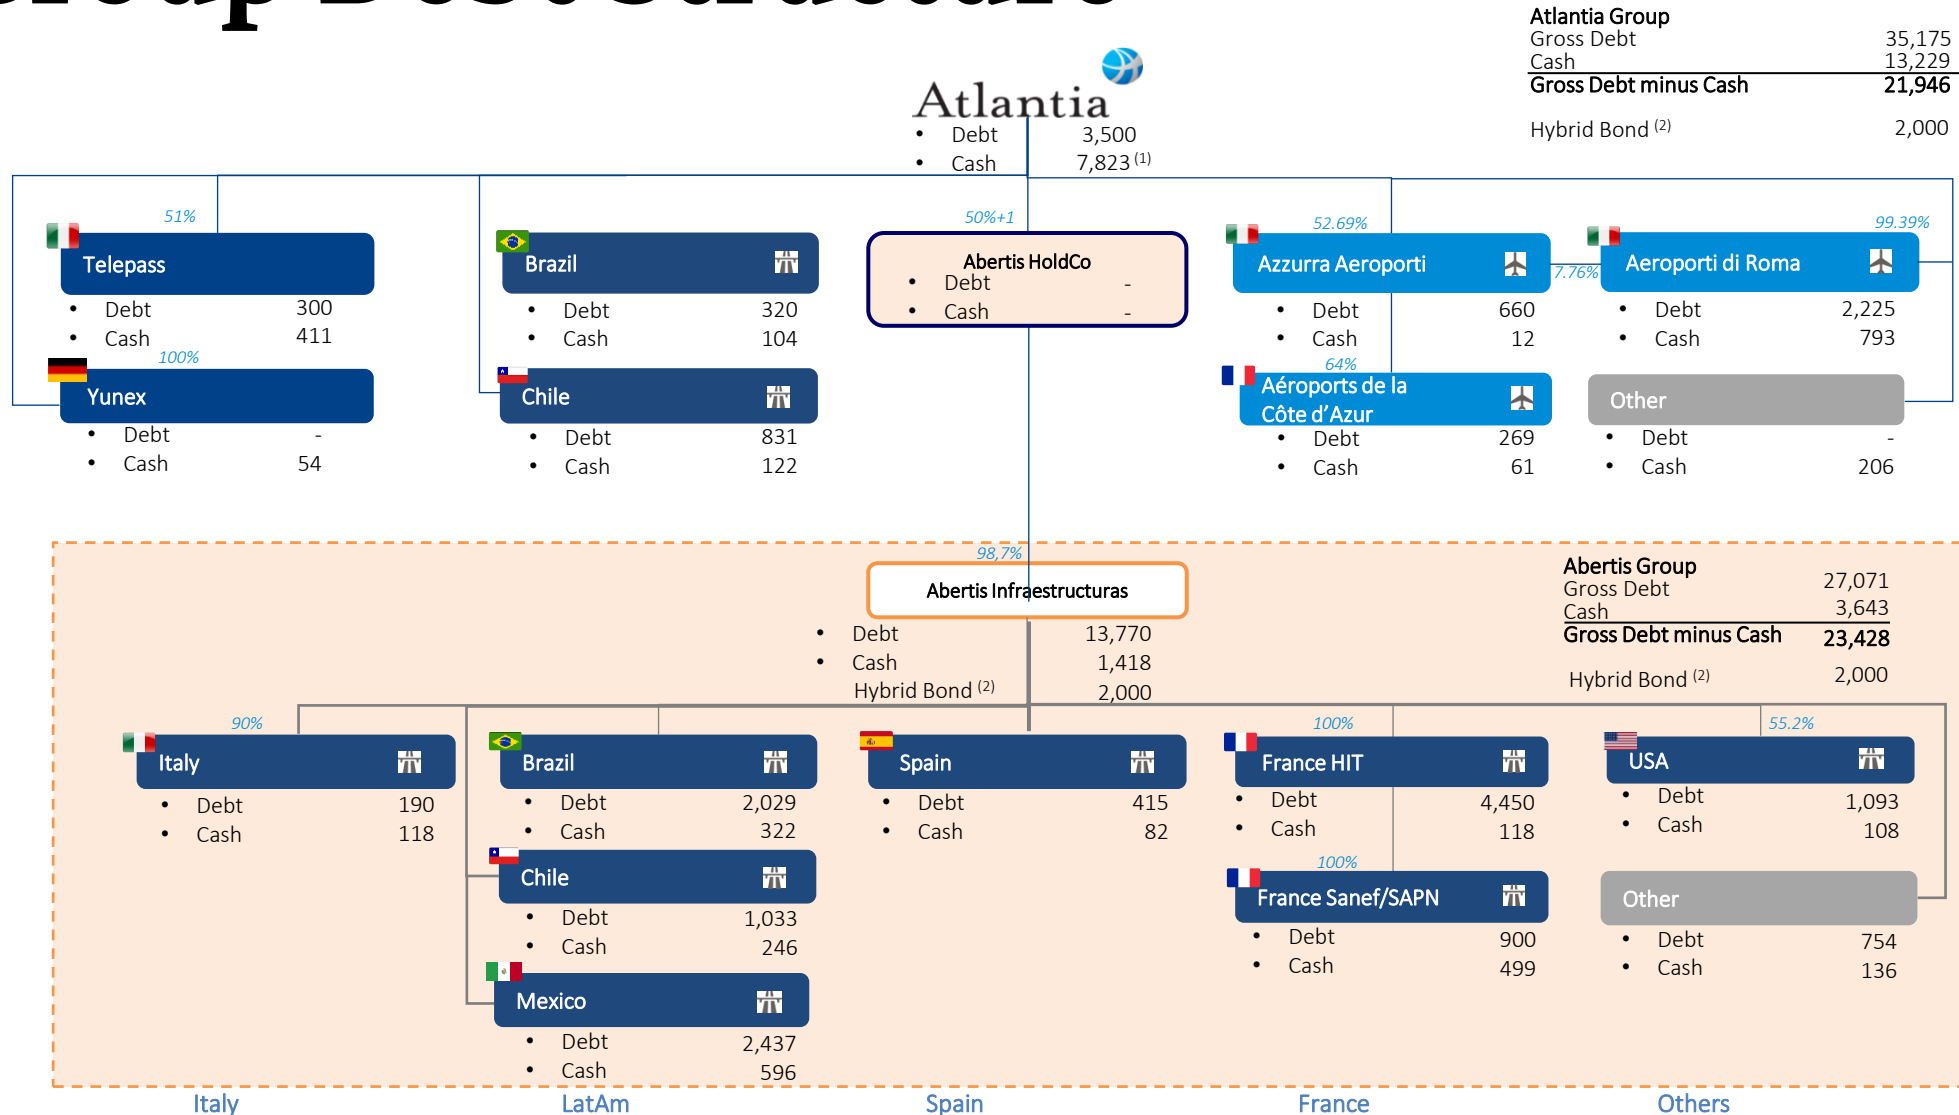 Group Debt Structure
Atlantia Group
Gross Debt 35,175
Cash 13,229
Gross Debt minus Cash 21,946
Hybrid Bond (2) 2,000
Atlantia
• Debt 3,500
• Cash 7,823 (1)
51%
Telepass
• Debt 300
• Cash 411
100%
Yunex
• Debt -
• Cash 54
Brazil
• Debt 320
• Cash 104
Chile
• Debt 831
• Cash 122
50%+1
Abertis HoldCo
• Debt -
• Cash -
52.69%
Azzurra Aeroporti
7.76%
• Debt 660
• Cash 12
64%
Aéroports de la
Côte d’Azur
• Debt 269
• Cash 61
99.39%
Aeroporti di Roma
• Debt 2,225
• Cash 793
Other
• Debt -
• Cash 206
98,7%
Abertis Infraestructuras
• Debt 13,770
• Cash 1,418
Hybrid Bond (2) 2,000
Abertis Group
Gross Debt 27,071
Cash 3,643
Gross Debt minus Cash 23,428
Hybrid Bond (2) 2,000
90%
Italy
• Debt 190
• Cash 118
Brazil
• Debt 2,029
• Cash 322
Chile
• Debt 1,033
• Cash 246
Mexico
• Debt 2,437
• Cash 596
Spain
• Debt 415
• Cash 82
100%
France HIT
• Debt 4,450
• Cash 118
100%
France Sanef/SAPN
• Debt 900
• Cash 499
55.2%
USA
• Debt 1,093
• Cash 108
Other
• Debt 754
• Cash 136
Italy LatAm Spain France Others